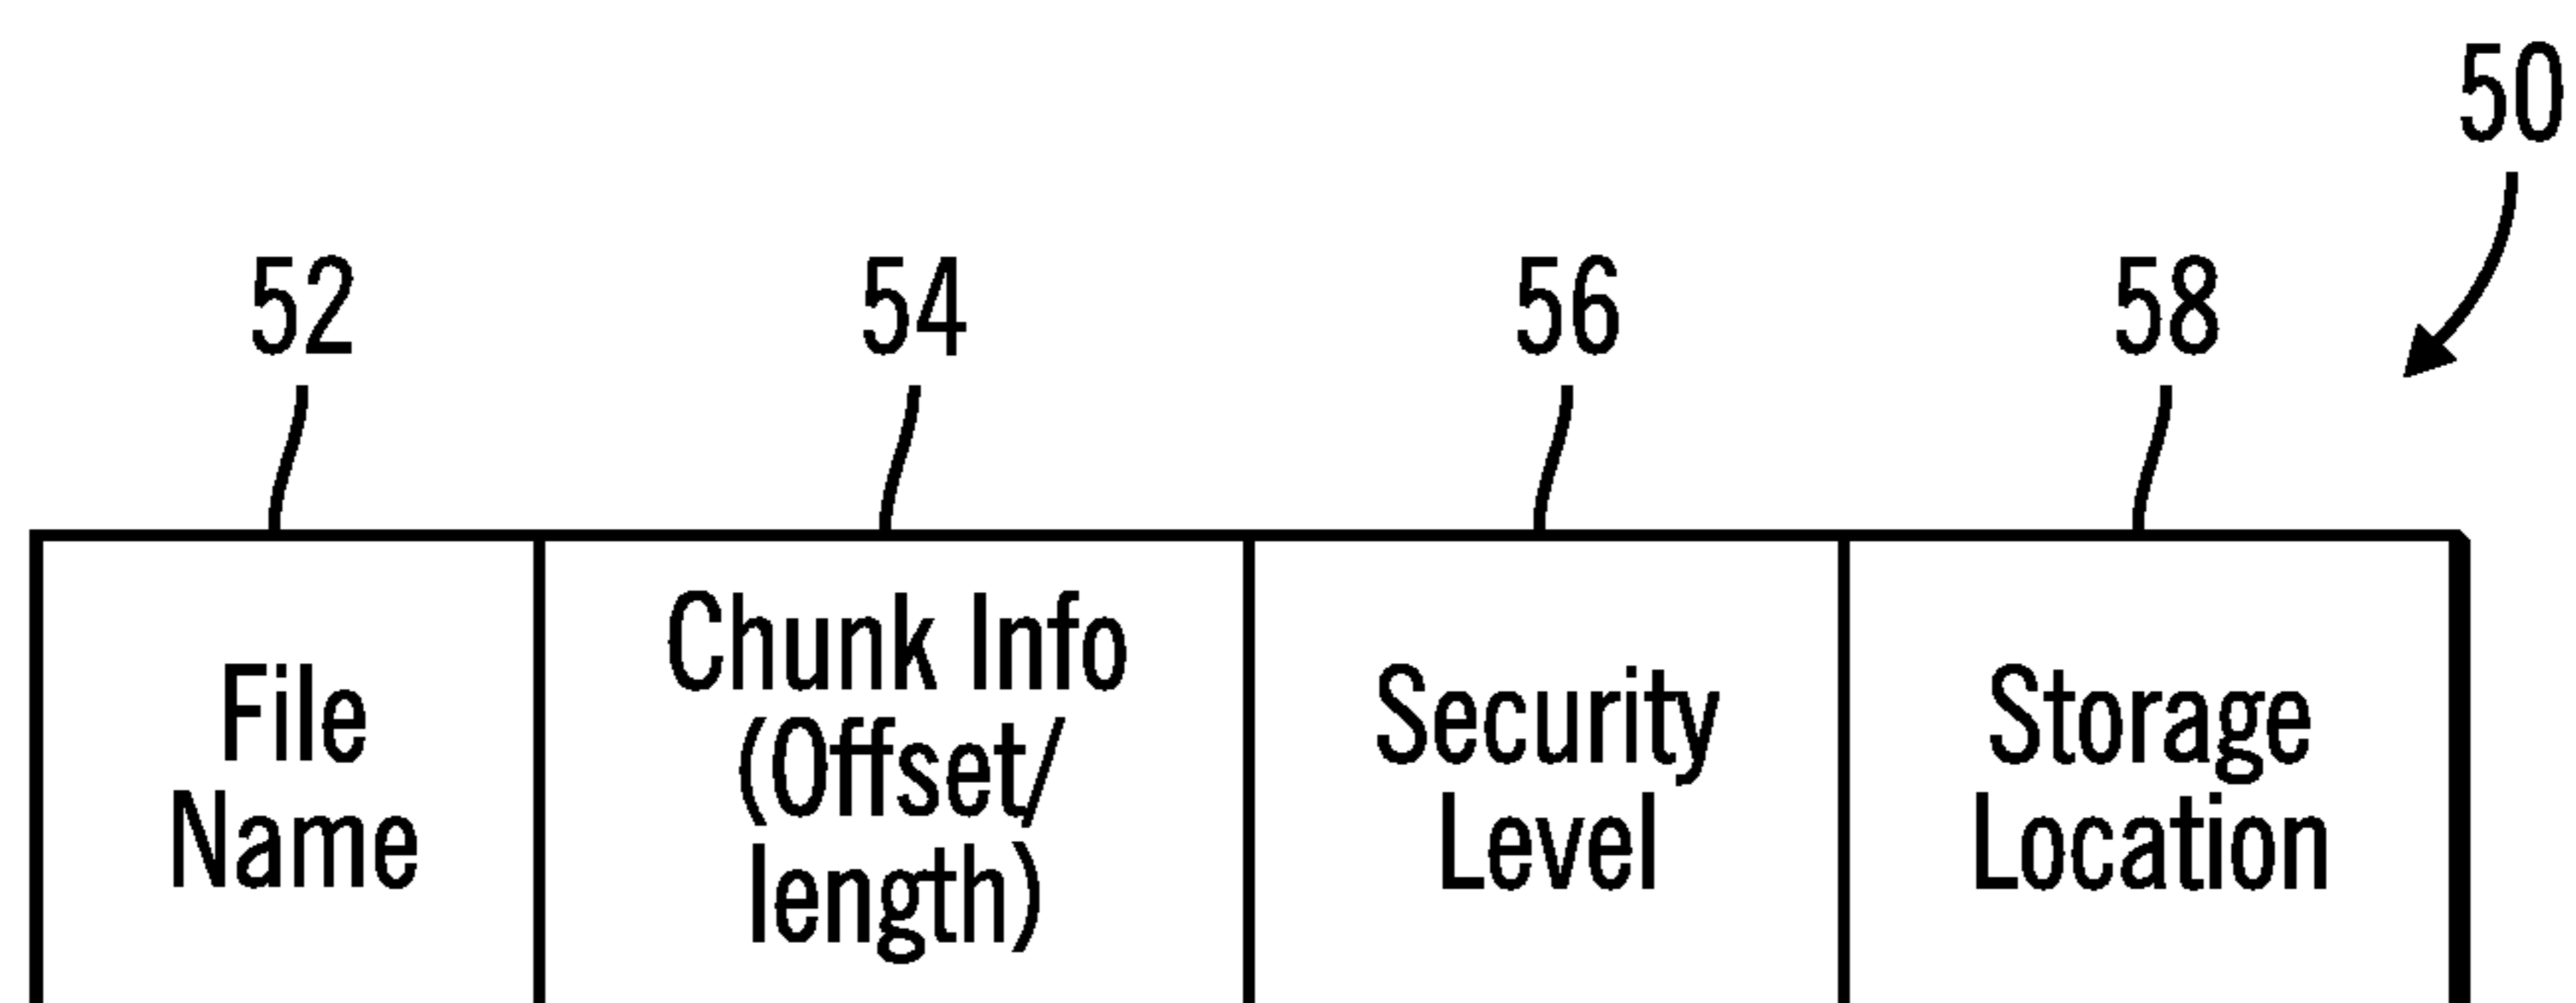 50
52
54
56
58
File
Name
Chunk Info
(Offset/
length)
Security
Level
Storage
Location